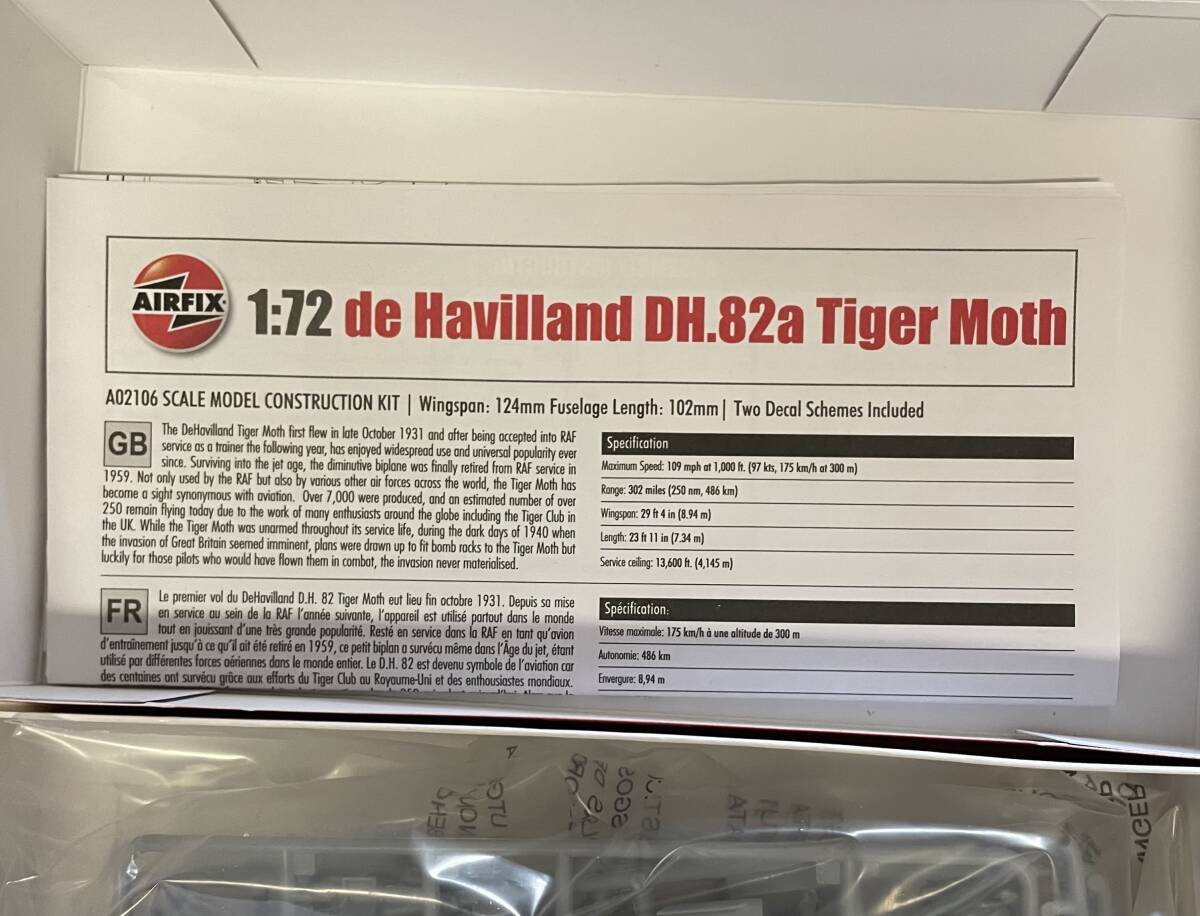 AIRFIX
1:72 de Havilland DH.82a Tiger Moth
A02106 SCALE MODEL CONSTRUCTION KIT | Wingspan: 124mm Fuselage Length: 102mm | Two Decal Schemes Included
GB
The DeHavilland Tiger Moth first flew in late October 1931 and after being accepted into RAF
service as a trainer the following year, has enjoyed widespread use and universal popularity ever
since. Surviving into the jet age, the diminutive biplane was finally retired from RAF service in
1959. Not only used by the RAF but also by various other air forces across the world, the Tiger Moth has
become a sight synonymous with aviation. Over 7,000 were produced, and an estimated number of over
250 remain flying today due to the work of many enthusiasts around the globe including the Tiger Club in
the UK. While the Tiger Moth was unarmed throughout its service life, during the dark days of 1940 when
the invasion of Great Britain seemed imminent, plans were drawn up to fit bomb racks to the Tiger Moth but
luckily for those pilots who would have flown them in combat, the invasion never materialised.
Specification
Maximum Speed: 109 mph at 1,000 ft. (97 kts, 175 km/h at 300 m)
Range: 302 miles (250 nm, 486 km)
Wingspan: 29 ft 4 in (8.94 m)
Length: 23 ft 11 in (7.34 m)
Service ceiling: 13,600 ft. (4,145 m)
FR
Le premier vol du DeHavilland D.H. 82 Tiger Moth eut lieu fin octobre 1931. Depuis sa mise
en service au sein de la RAF l'année suivante, l'appareil est utilisé partout dans le monde
tout en jouissant d'une très grande popularité. Resté en service dans la RAF en tant qu'avion
d'entraînement jusqu'à ce qu'il ait été retiré en 1959, ce petit biplan a survécu même dans l'Âge du jet, étant
utilisé par différentes forces aériennes dans le monde entier. Le D.H. 82 est devenu symbole de l'aviation car
des centaines ont survécu grâce aux efforts du Tiger Club au Royaume-Uni et des enthousiastes mondiaux.
Spécification:
Vitesse maximale: 175 km/h à une altitude de 300 m
Autonomie: 486 km
Envergure: 8,94 m